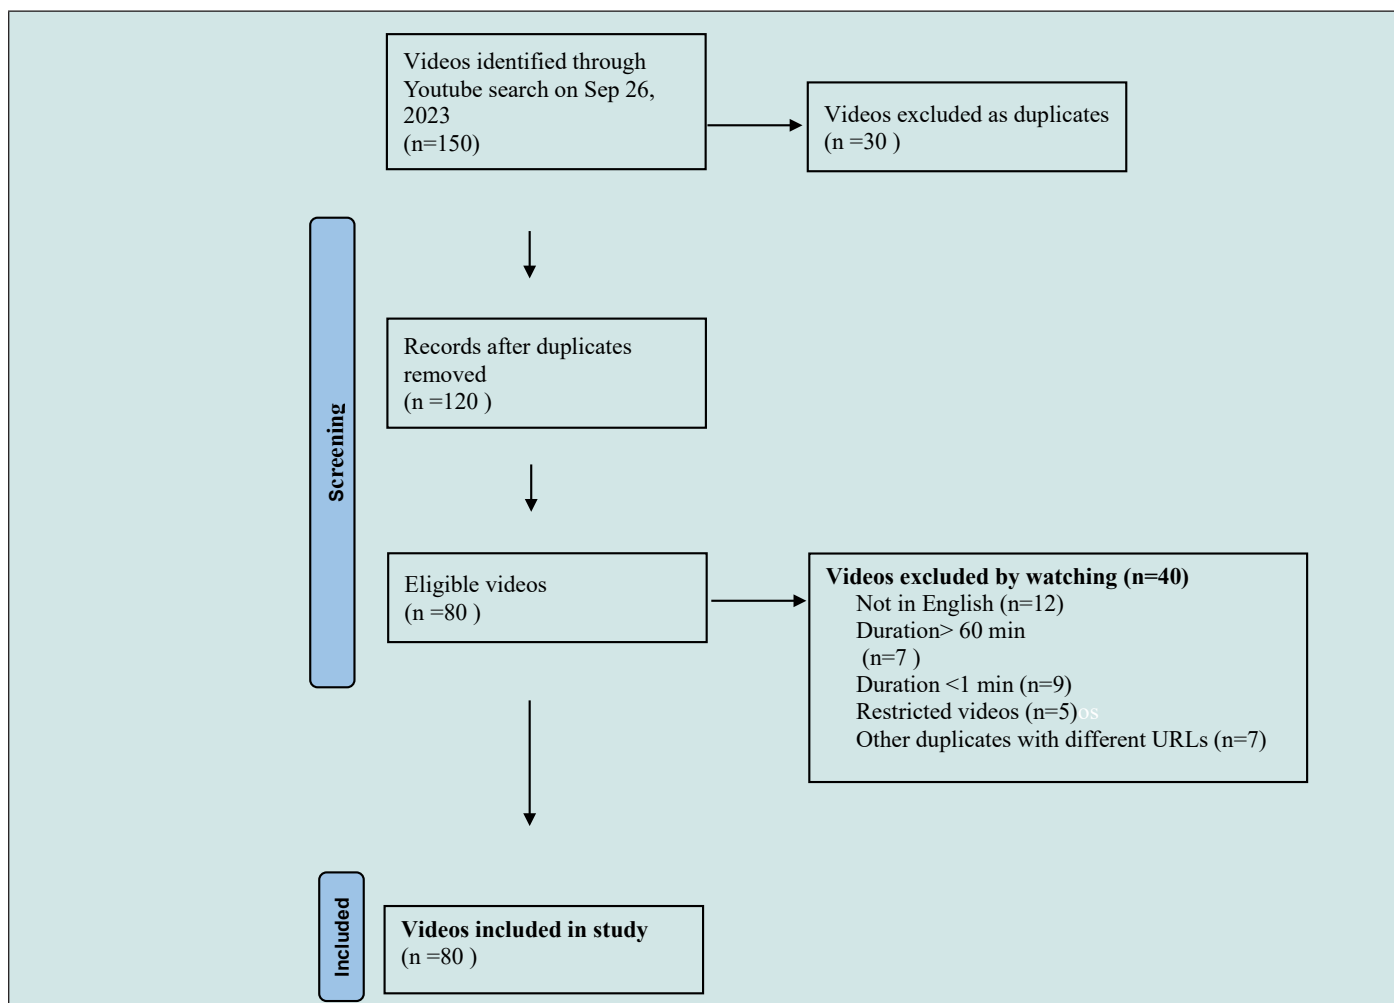 Videos identified through
Youtube search on Sep 26,
2023
(n=150)
Videos excluded as duplicates
(n =30 )
Screening
Records after duplicates
removed
(n =120 )
Eligible videos
(n =80 )
Videos excluded by watching (n=40)
Not in English (n=12)
Duration> 60 min
(n=7 )
Duration <1 min (n=9)
Restricted videos (n=5)os
Other duplicates with different URLs (n=7)
Included
Videos included in study
(n =80 )